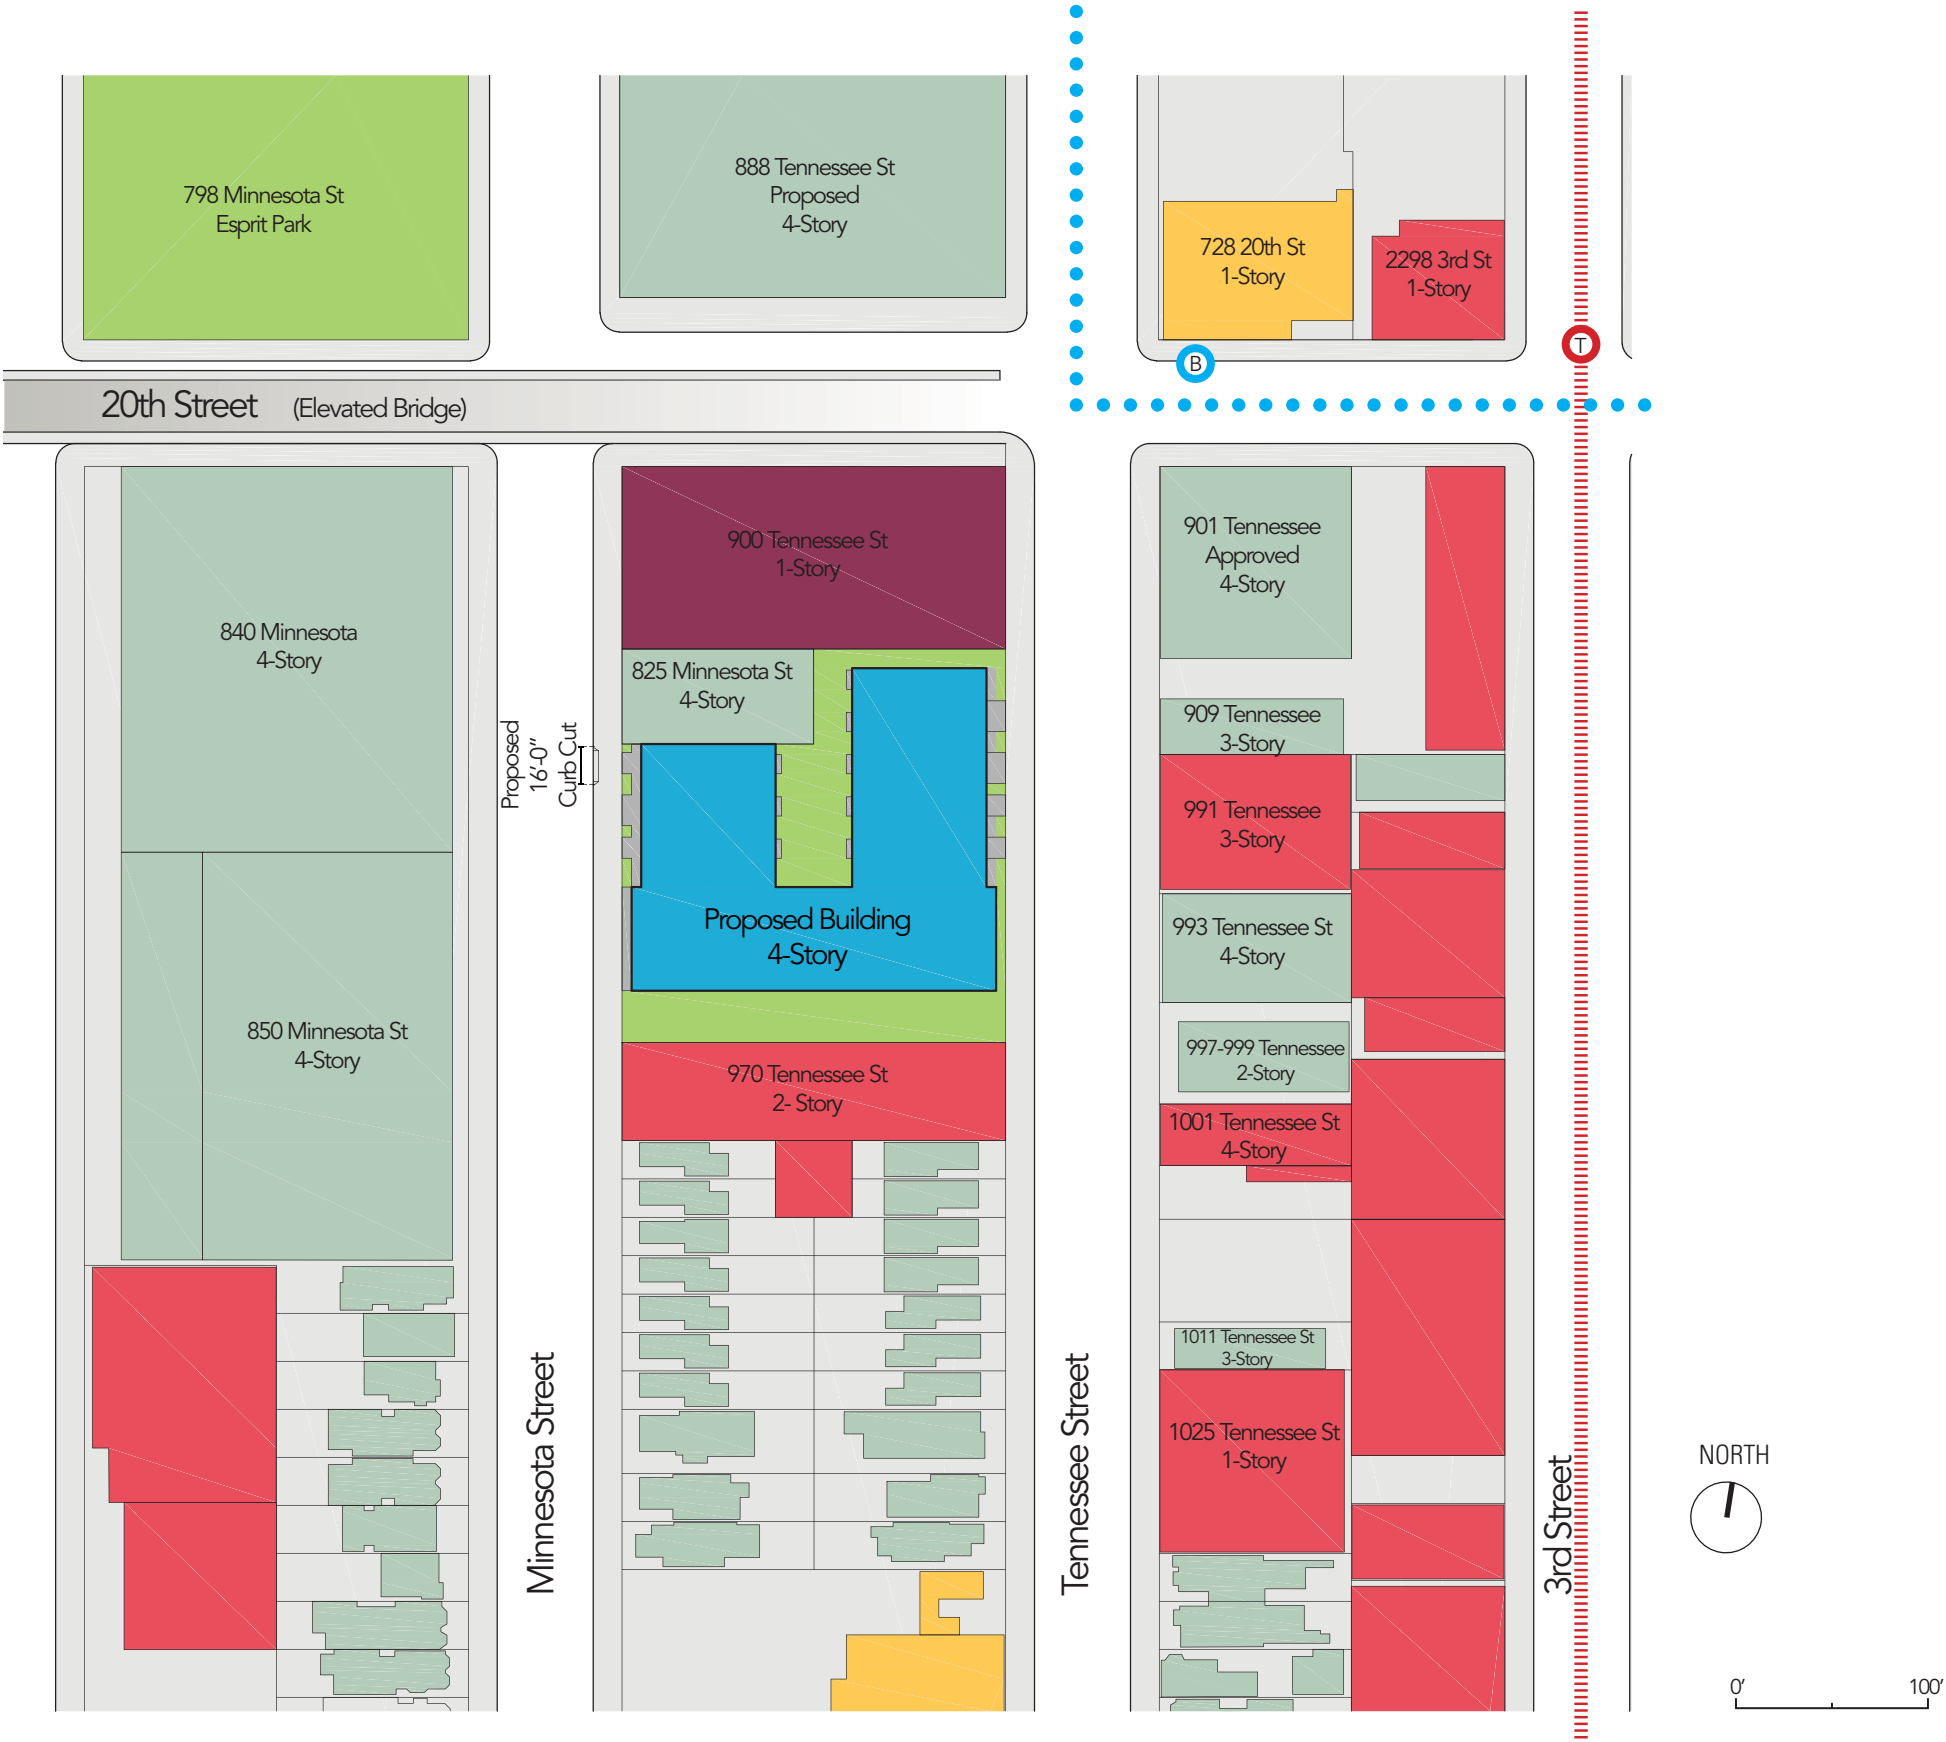 798 Minnesota St
Esprit Park
888 Tennessee St
Proposed
4-Story
728 20th St
1-Story
2298 3rd St
1-Story
T
B
20th Street (Elevated Bridge)
840 Minnesota
4-Story
850 Minnesota St
4-Story
Proposed
16'-0"
Curb Cut
900 Tennessee St
1-Story
825 Minnesota St
4-Story
Proposed Building
4-Story
970 Tennessee St
2- Story
901 Tennessee
Approved
4-Story
909 Tennessee
3-Story
991 Tennessee
3-Story
993 Tennessee St
4-Story
997-999 Tennessee
2-Story
1001 Tennessee St
4-Story
1011 Tennessee St
3-Story
1025 Tennessee St
1-Story
Minnesota Street
Tennessee Street
3rd Street
NORTH
0' 100'